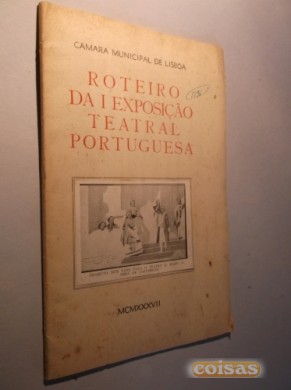 CAMARA MUNICIPAL DE LISBOA
ROTEIRO
DA I EXPOSIÇÃO
TEATRAL
PORTUGUESA
MCMXXXVII
coisas